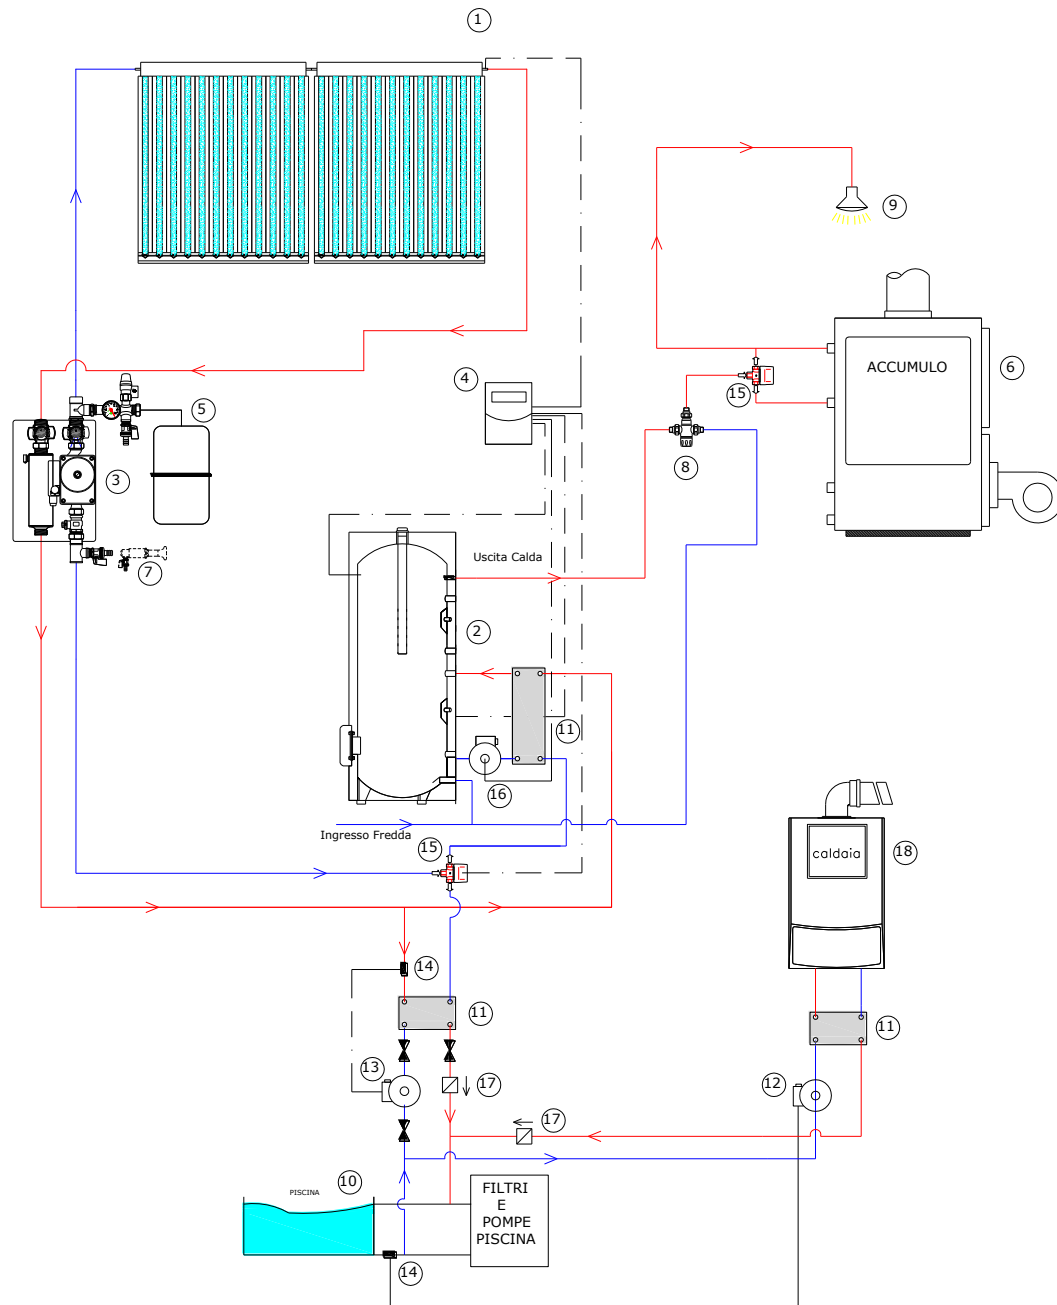 1
9
ACCUMULO
6
4
15
5
8
3
Uscita Calda
7
2
11
16
Ingresso Fredda
15
caldaia
18
14
11
11
13
17
12
17
10
PISCINA
FILTRI
E
POMPE
PISCINA
14